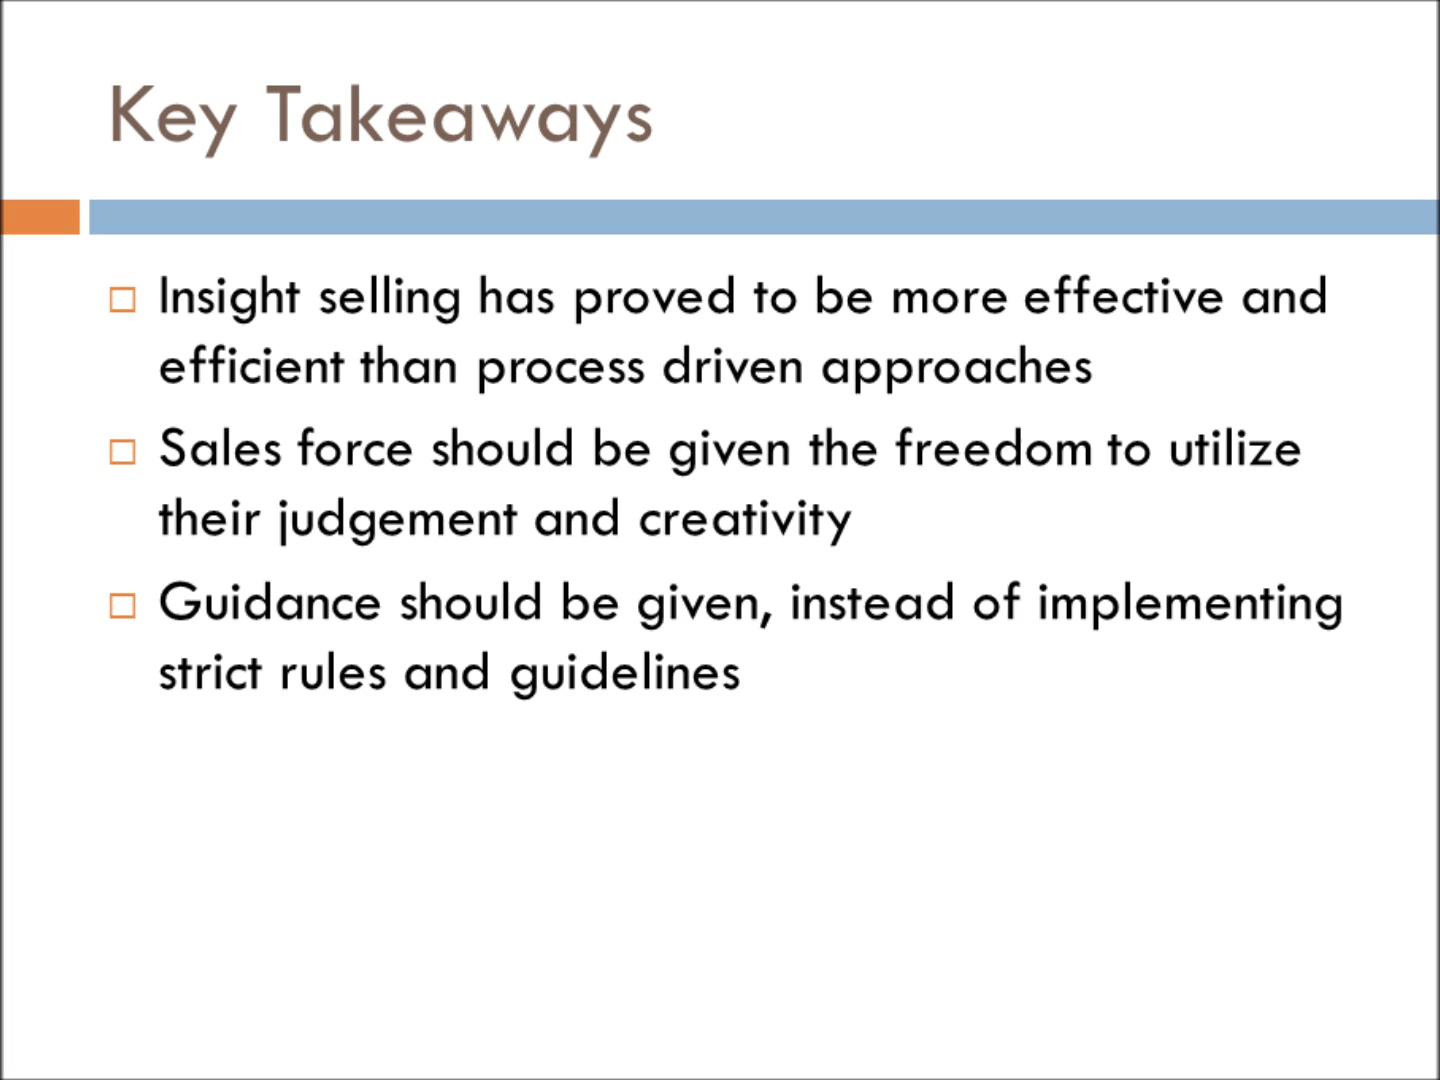 Key Takeaways
Insight selling has proved to be more effective and
efficient than process driven approaches
Sales force should be given the freedom to utilize
their judgement and creativity
Guidance should be given, instead of implementing
strict rules and guidelines